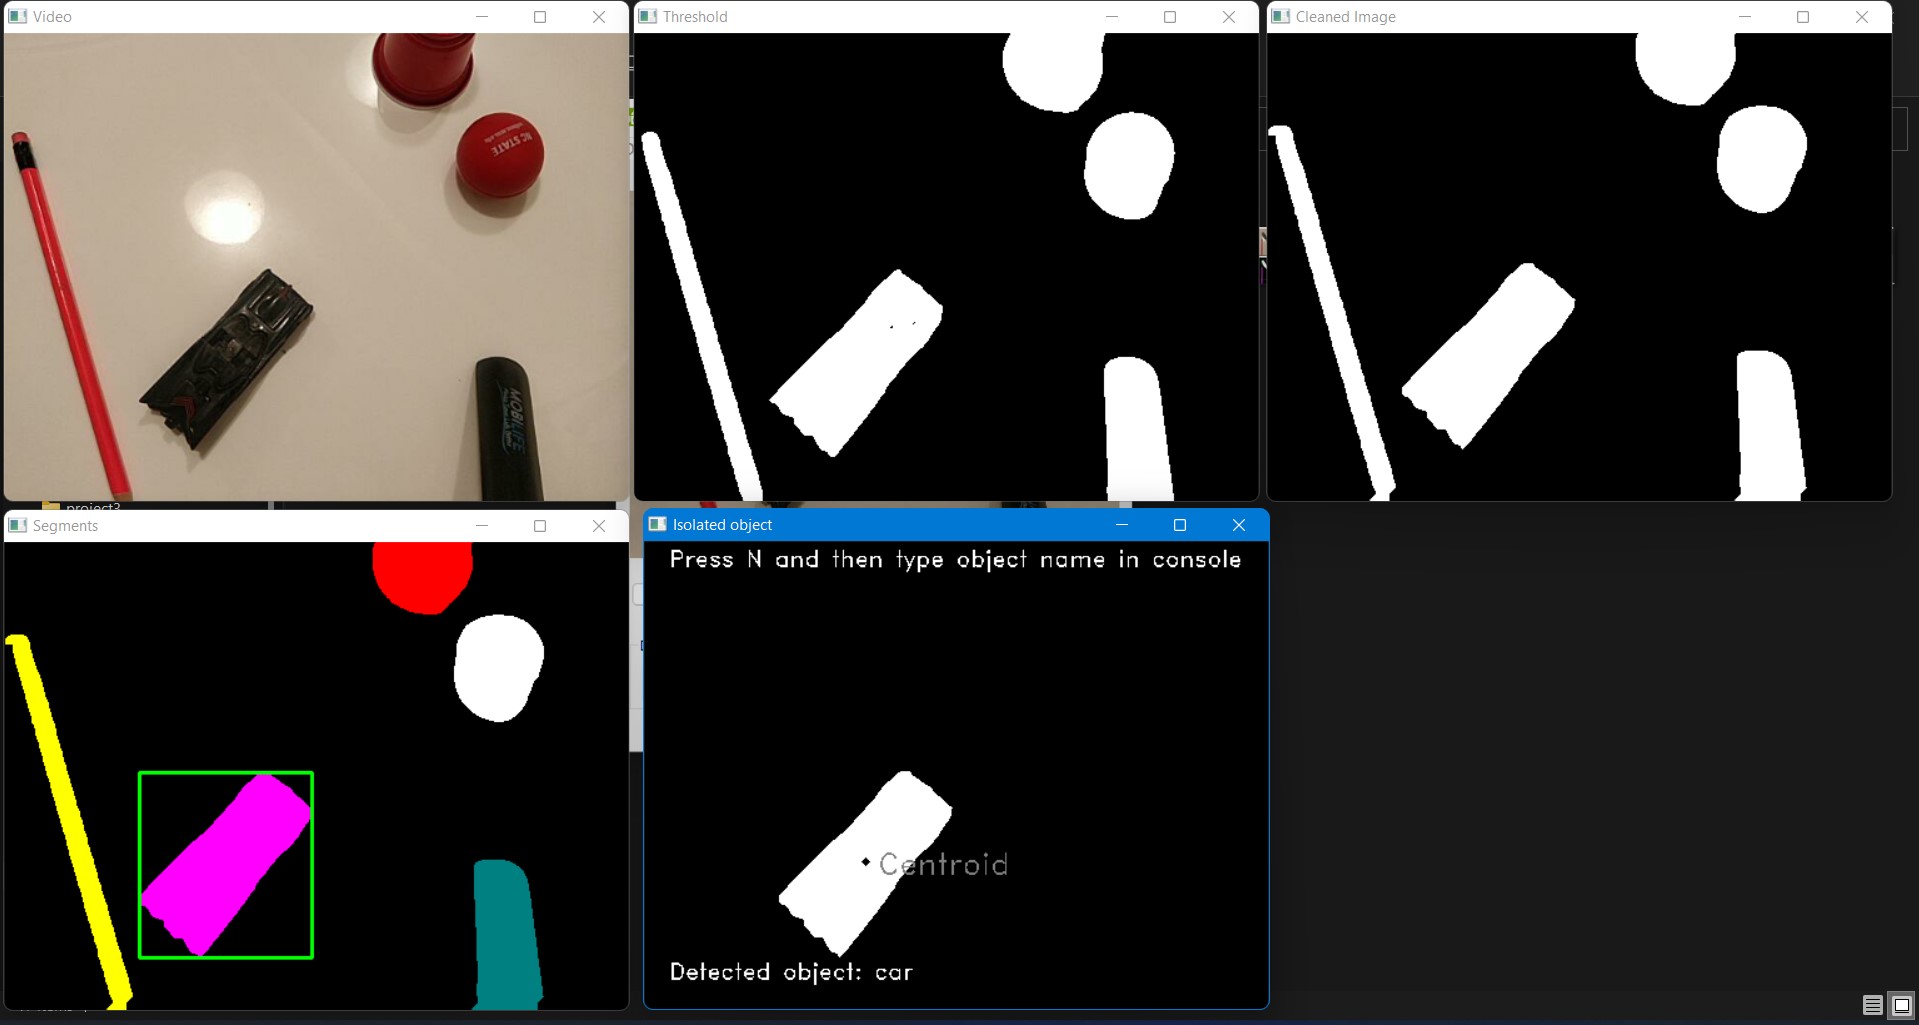 Video
Threshold
Cleaned Image
NC STATE
MOBILIFE
project3
Segments
Isolated object
Press N and then type object name in console
Centroid
Detected object: car